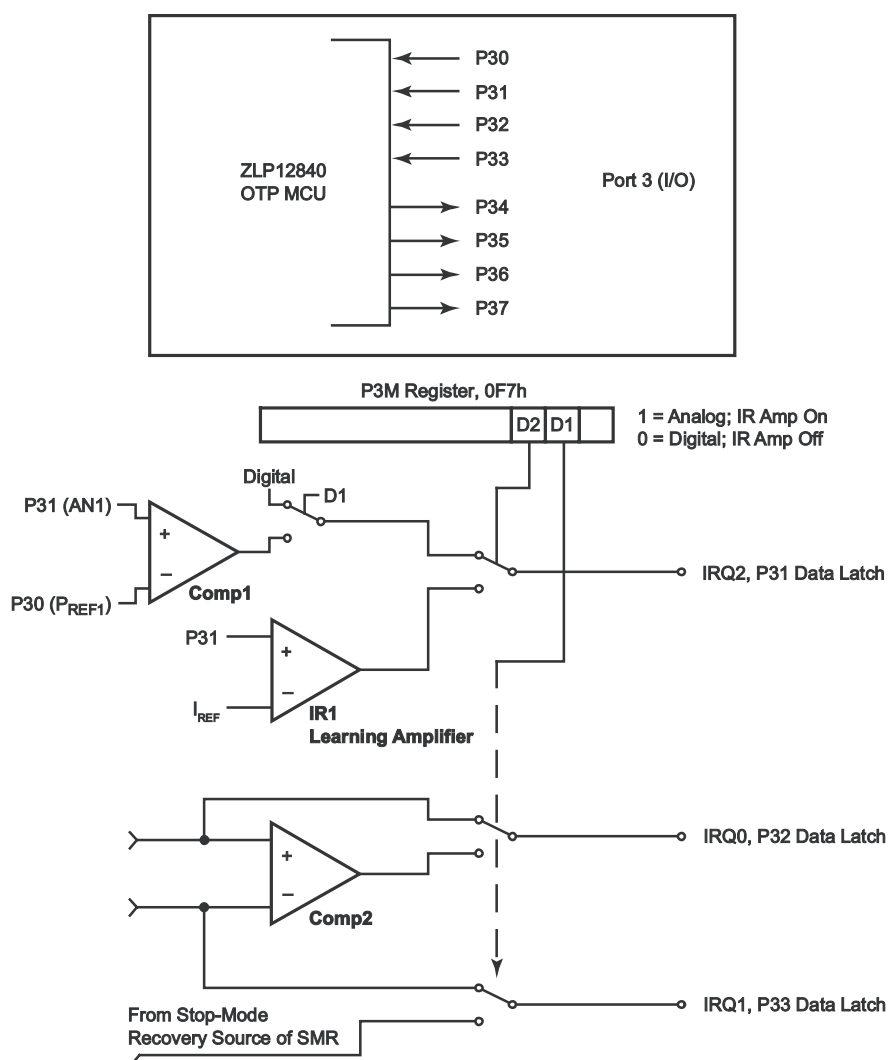 P30
P31
P32
P33
ZLP12840
OTP MCU
Port 3 (I/O)
P34
P35
P36
P37
P3M Register, 0F7h
D2 D1
1 = Analog; IR Amp On
0 = Digital; IR Amp Off
Digital
D1
P31 (AN1)
+
–
Comp1
P30 (PREF1)
IRQ2, P31 Data Latch
P31
+
–
IREF
IR1
Learning Amplifier
IRQ0, P32 Data Latch
+
–
Comp2
IRQ1, P33 Data Latch
From Stop-Mode
Recovery Source of SMR